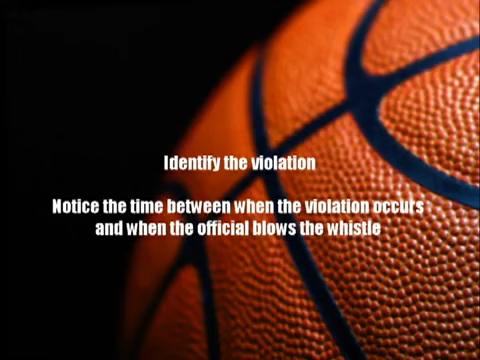 Identify the violation
Notice the time between when the violation occurs
and when the official blows the whistle